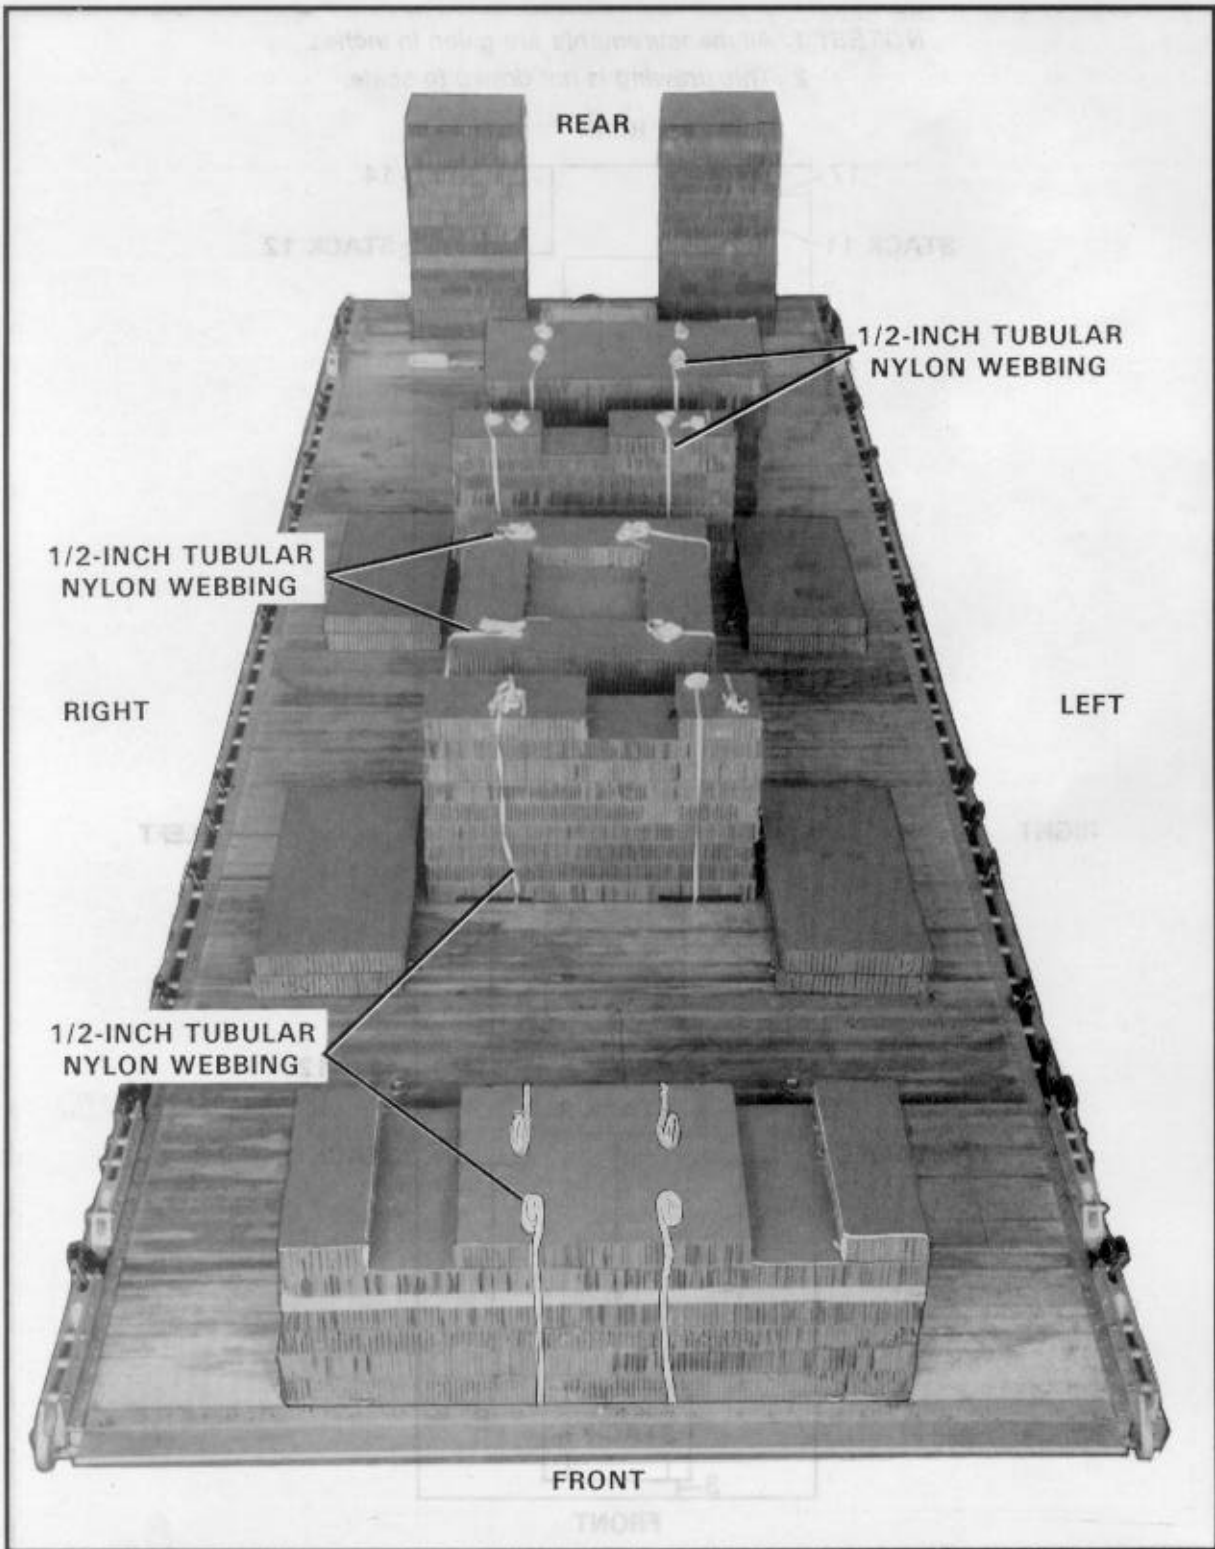 REAR
1/2-INCH TUBULAR
NYLON WEBBING
1/2-INCH TUBULAR
NYLON WEBBING
RIGHT
LEFT
1/2-INCH TUBULAR
NYLON WEBBING
FRONT